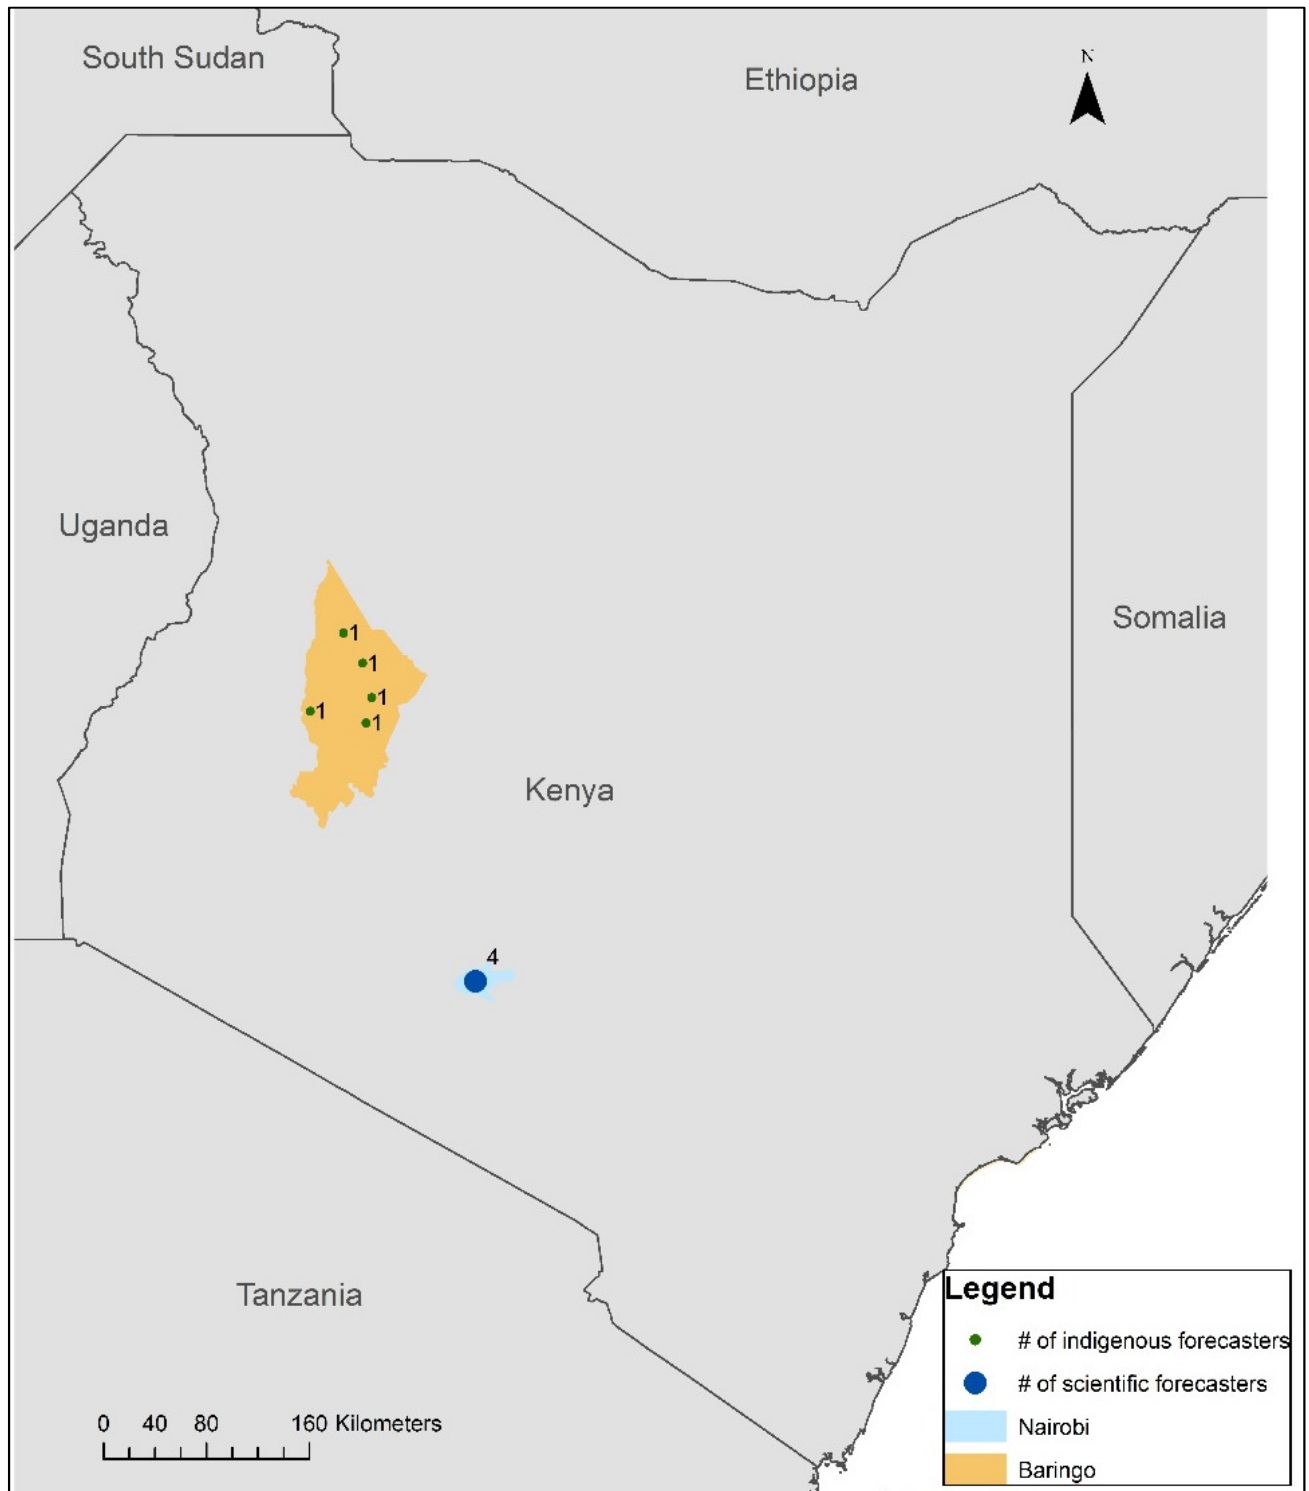 South Sudan
Ethiopia
N
Uganda
Somalia
1
1
1
1
1
Kenya
4
Tanzania
Legend
# of indigenous forecasters
# of scientific forecasters
Nairobi
Baringo
0 40 80 160 Kilometers